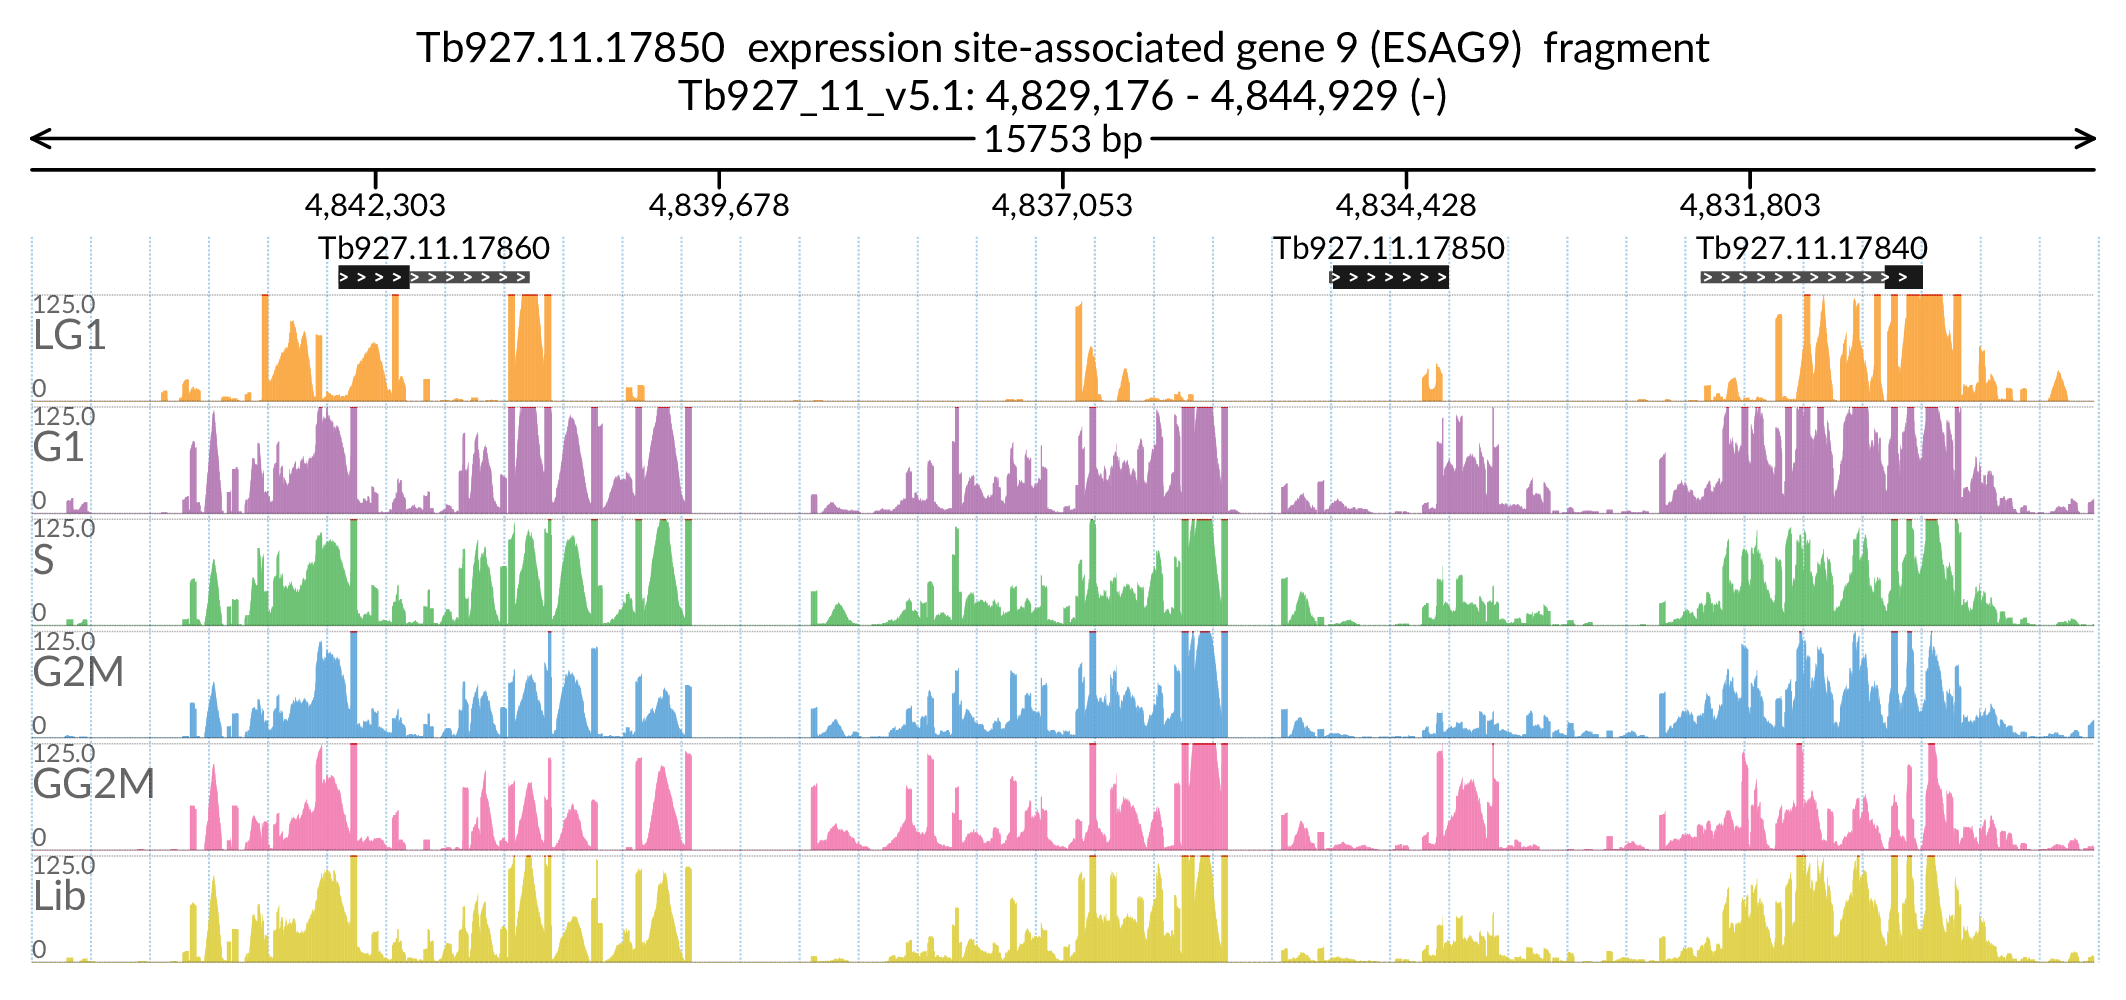 Tb927.11.17850 expression site-associated gene 9 (ESAG9) fragment
Tb927_11_v5.1: 4,829,176 - 4,844,929 (-)
15753 bp
4,842,303 4,839,678 4,837,053 4,834,428 4,831,803
Tb927.11.17860 Tb927.11.17850 Tb927.11.17840
125.0
LG1
0
125.0
G1
0
125.0
S
0
125.0
G2M
0
125.0
GG2M
0
125.0
Lib
0